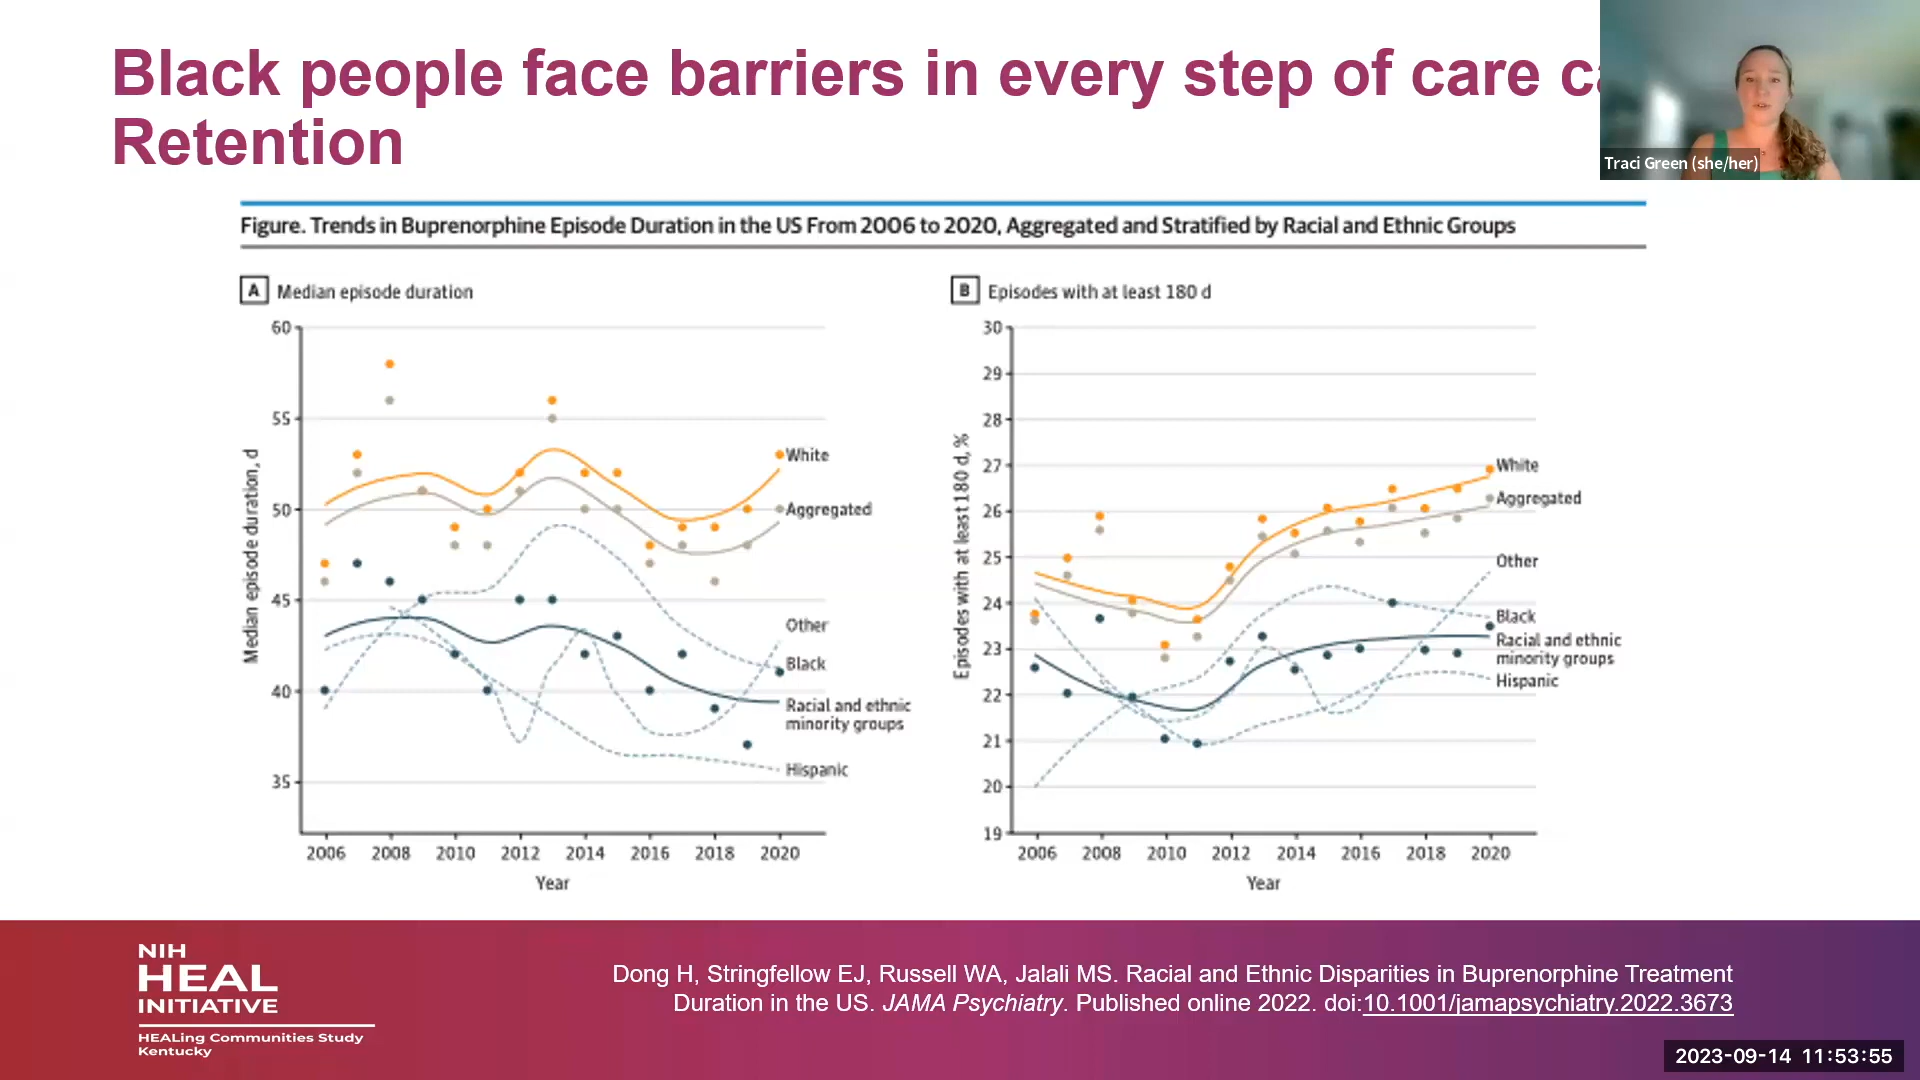 Black people face barriers in every step of care
Retention
Traci Green (she/her)
Figure. Trends in Buprenorphine Episode Duration in the US From 2006 to 2020, Aggregated and Stratified by Racial and Ethnic Groups
A Median episode duration
60
55
50
45
40
35
Median episode duration, d
White
Aggregated
Other
Black
Racial and ethnic
minority groups
Hispanic
2006 2008 2010 2012 2014 2016 2018 2020
Year
B Episodes with at least 180 d
30
29
28
27
26
25
24
23
22
21
20
19
Episodes with at least 180 d, %
White
Aggregated
Other
Black
Racial and ethnic
minority groups
Hispanic
2006 2008 2010 2012 2014 2016 2018 2020
Year
NIH
HEAL
INITIATIVE
HEALing Communities Study
Kentucky
Dong H, Stringfellow EJ, Russell WA, Jalali MS. Racial and Ethnic Disparities in Buprenorphine Treatment
Duration in the US. JAMA Psychiatry. Published online 2022. doi:10.1001/jamapsychiatry.2022.3673
2023-09-14 11:53:55